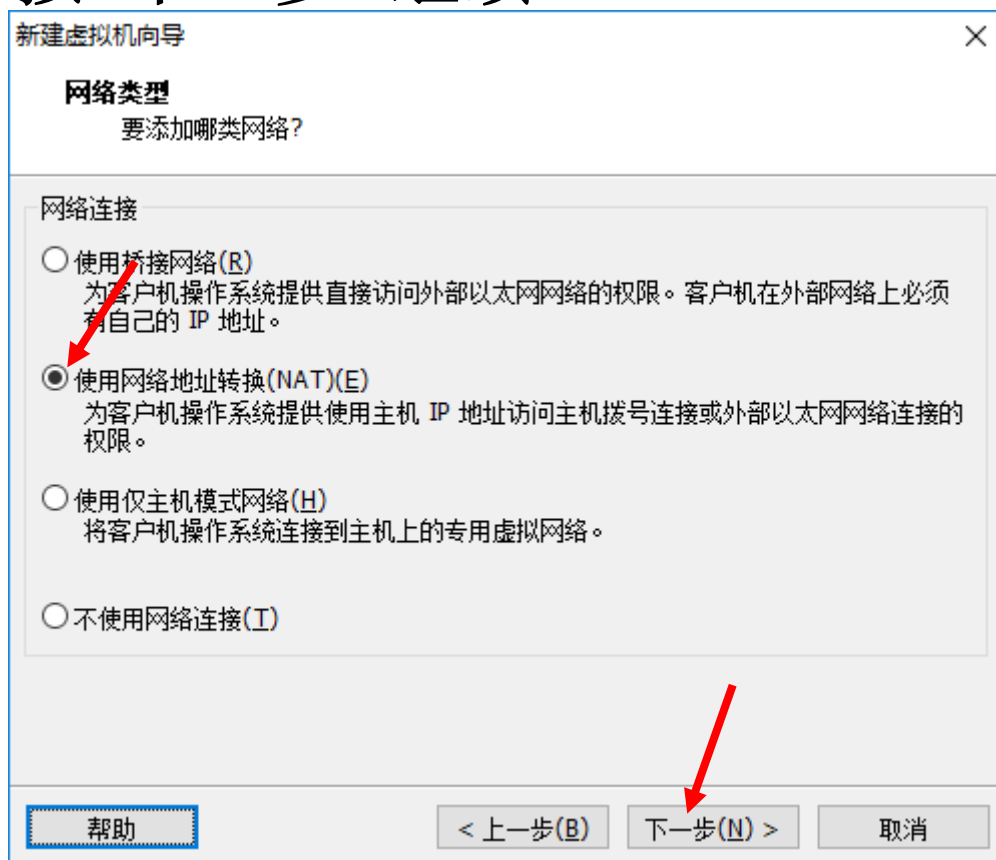 新建虚拟机向导
网络类型
要添加哪类网络?
网络连接
使用桥接网络(R)
为客户机操作系统提供直接访问外部以太网网络的权限。客户机在外部网络上必须
有自己的 IP 地址。
使用网络地址转换(NAT)(E)
为客户机操作系统提供使用主机 IP 地址访问主机拨号连接或外部以太网网络连接的
权限。
使用仅主机模式网络(H)
将客户机操作系统连接到主机上的专用虚拟网络。
不使用网络连接(T)
帮助
< 上一步(B)
下一步(N) >
取消